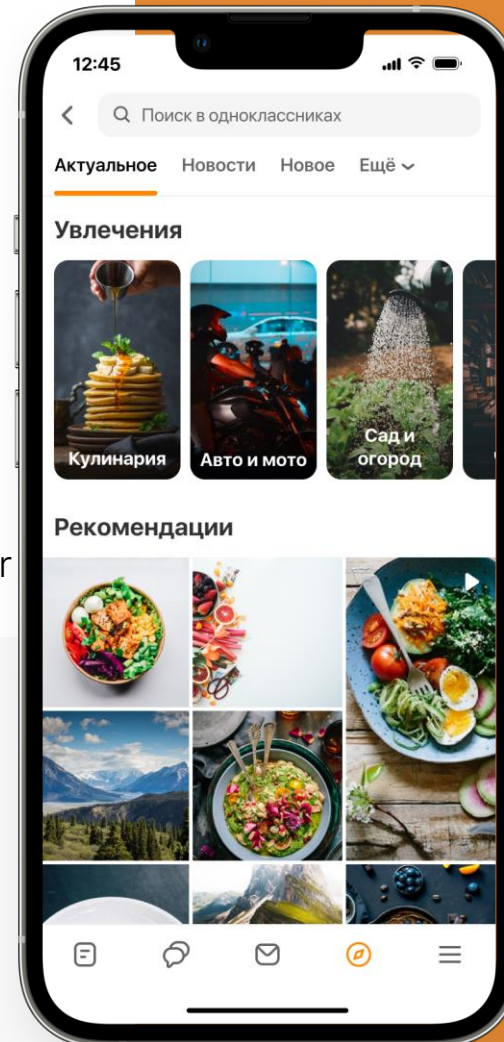 12:45
Поиск в одноклассниках
Актуальное Новости Новое Ещё
Увлечения
Кулинария
Авто и мото
Сад и
огород
Рекомендации